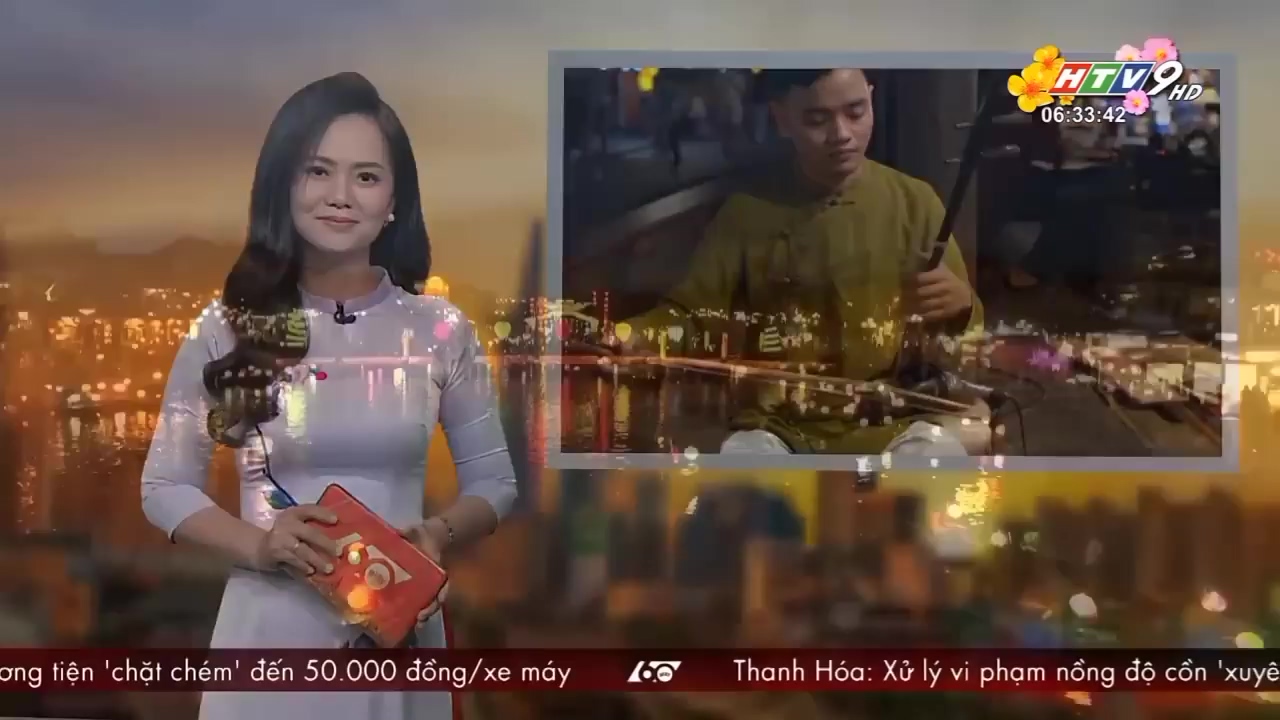 HTV9
HD
06:33:42
ơng tiện 'chặt chém' đến 50.000 đồng/xe máy 60 Thanh Hóa: Xử lý vi phạm nồng độ cồn 'xuyê